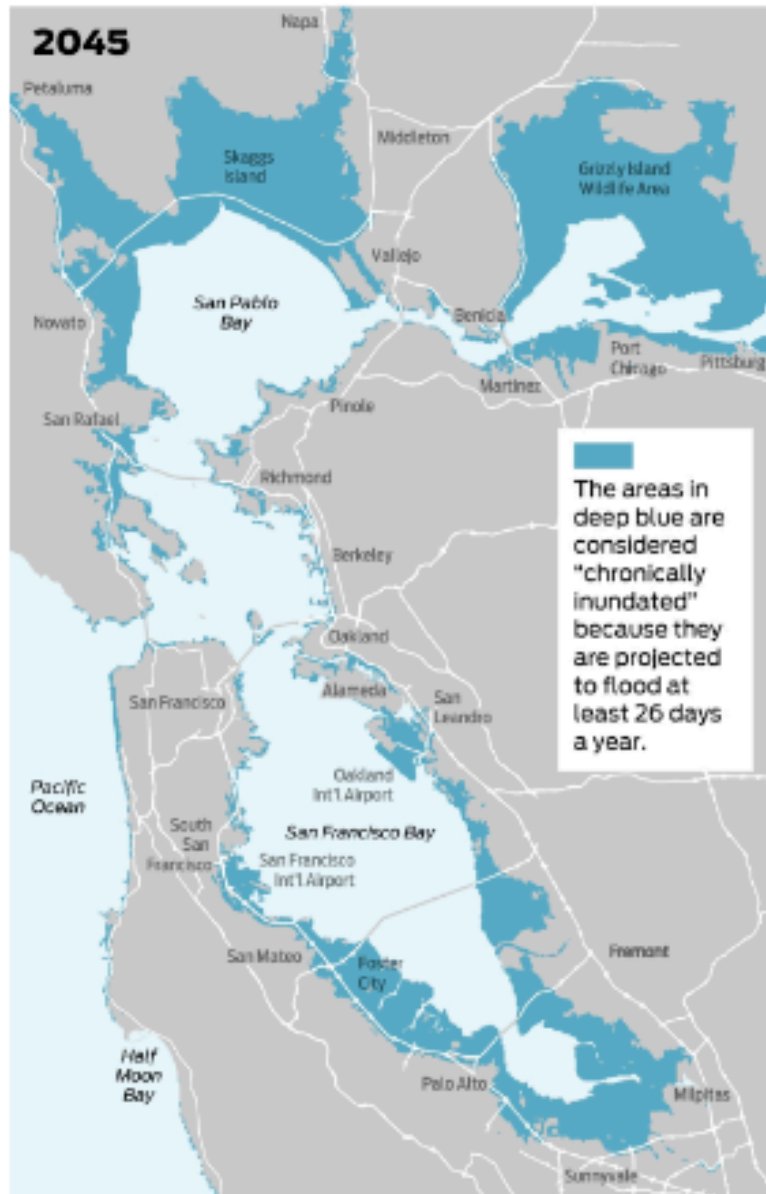 2045
Napa
Petaluma
Middleton
Skaggs
Island
Grizzly Island
Wildlife Area
Vallejo
San Pablo
Bay
Benicia
Novato
Port
Chicago
Pittsburg
Martinez
Pinole
San Rafael
Richmond
The areas in
deep blue are
considered
“chronically
inundated”
because they
are projected
to flood at
least 26 days
a year.
Berkeley
Oakland
Alameda
San
Leandro
San Francisco
Oakland
Int'l Airport
Pacific
Ocean
San Francisco Bay
South
San
Francisco
San Francisco
Int'l Airport
San Mateo
Foster
City
Fremont
Half
Moon
Bay
Palo Alto
Milpitas
Sunnyvale